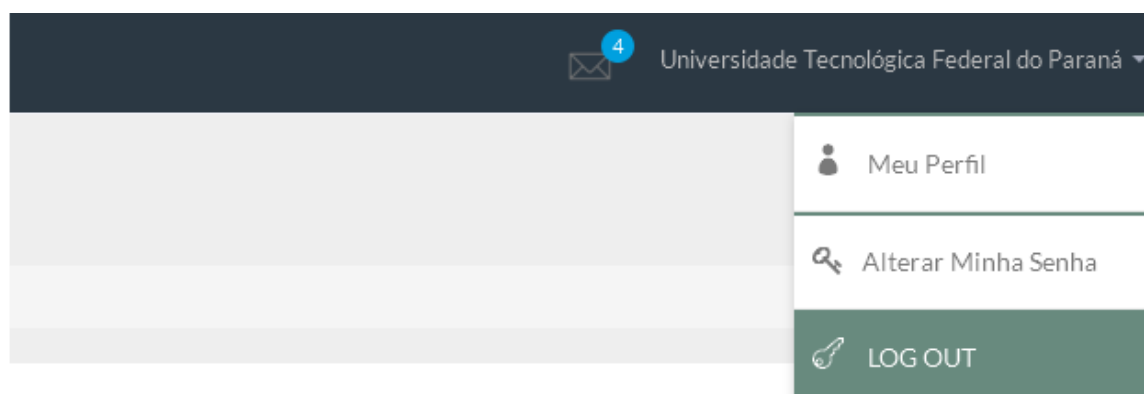 4
Universidade Tecnológica Federal do Paraná
Meu Perfil
Alterar Minha Senha
LOG OUT